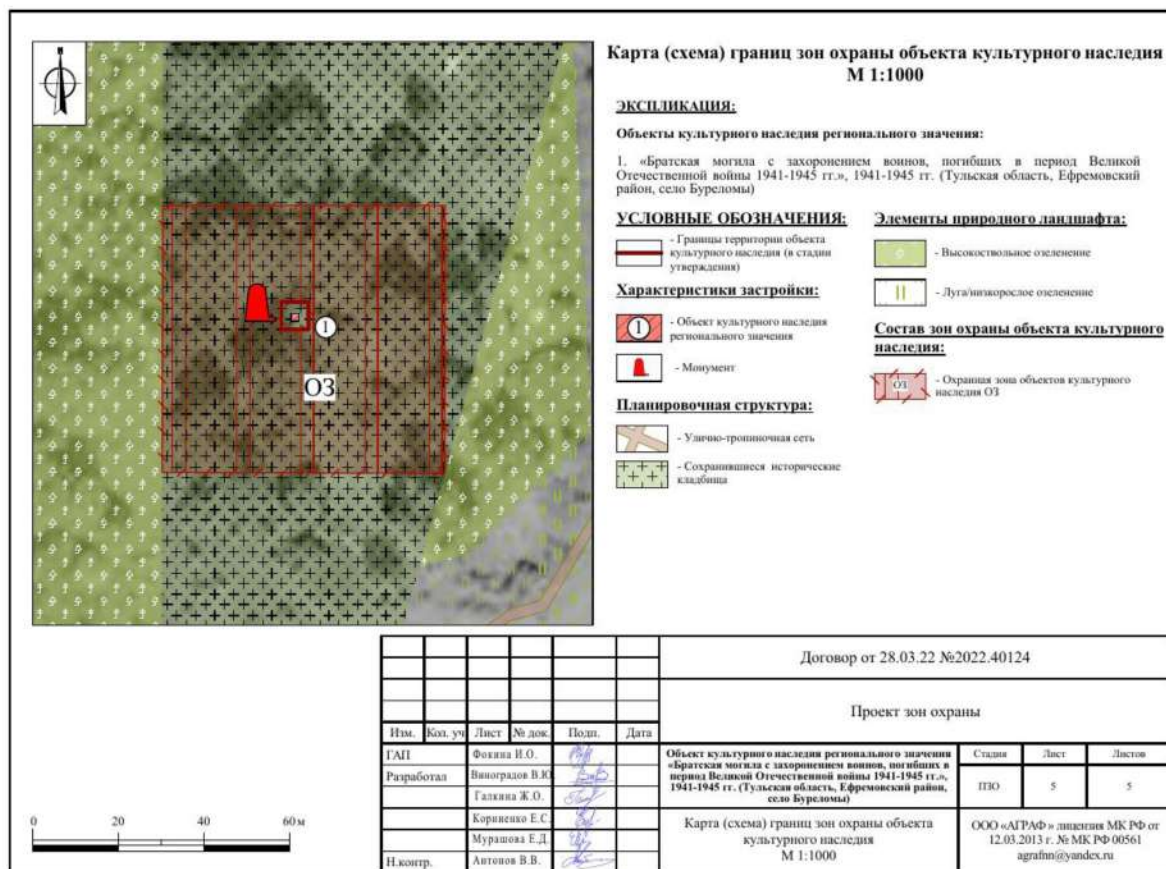 Карта (схема) границ зон охраны объекта культурного наследия
М 1:1000
ЭКСПЛИКАЦИЯ:
Объекты культурного наследия регионального значения:
1. «Братская могила с захоронением воинов, погибших в период Великой
Отечественной войны 1941-1945 гг.», 1941-1945 гг. (Тульская область, Ефремовский
район, село Буреломы)
УСЛОВНЫЕ ОБОЗНАЧЕНИЯ:
- Границы территории объекта
культурного наследия (в стадии
утверждения)
Характеристики застройки:
1
- Объект культурного наследия
регионального значения
- Монумент
Планировочная структура:
- Улично-тропиночная сеть
- Сохранившиеся исторические
кладбища
Элементы природного ландшафта:
- Высокоствольное озеленение
- Луга/низкорослое озеленение
Состав зон охраны объекта культурного
наследия:
ОЗ
- Охранная зона объектов культурного
наследия ОЗ
1
ОЗ
Договор от 28.03.22 №2022.40124
Проект зон охраны
Изм. Кол. уч Лист № док. Подп. Дата
ГАП Фокина И.О.
Разработал Виноградов В.Ю
Галкина Ж.О.
Корниенко Е.С.
Мурашова Е.Д.
Н.контр. Антонов В.В.
Объект культурного наследия регионального значения
«Братская могила с захоронением воинов, погибших в
период Великой Отечественной войны 1941-1945 гг.»,
1941-1945 гг. (Тульская область, Ефремовский район,
село Буреломы)
Стадия Лист Листов
ПЗО 5 5
Карта (схема) границ зон охраны объекта
культурного наследия
М 1:1000
ООО «АГРАФ» лицензия МК РФ от
12.03.2013 г. № МК РФ 00561
agrafnn@yandex.ru
0 20 40 60 м